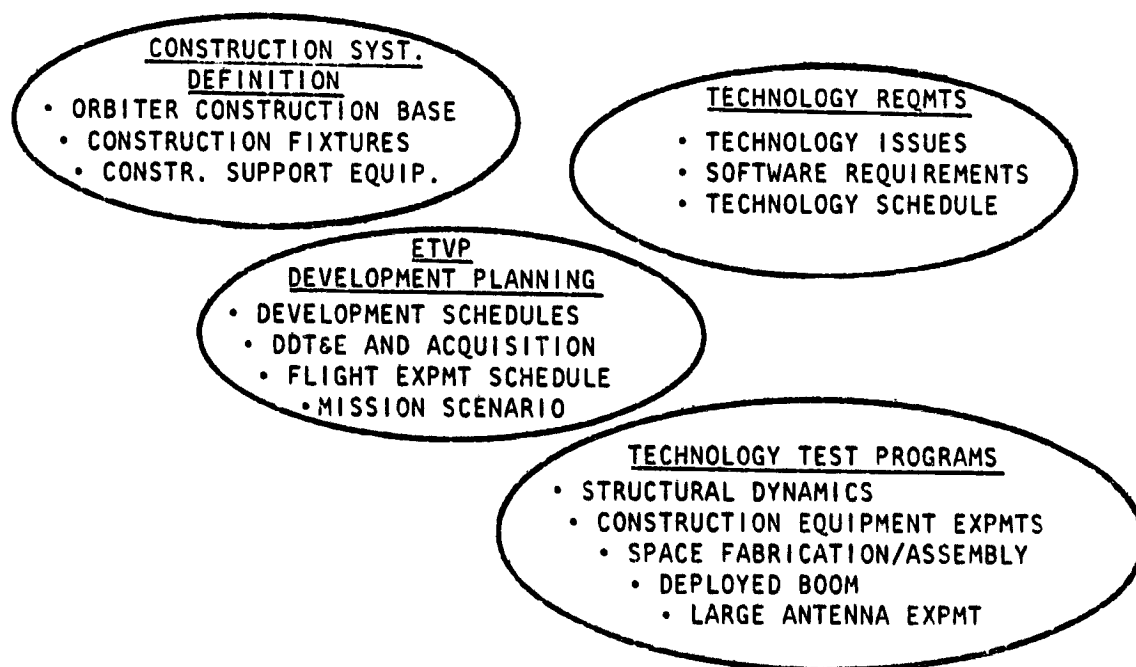 CONSTRUCTION SYST.
DEFINITION
• ORBITER CONSTRUCTION BASE
• CONSTRUCTION FIXTURES
• CONSTR. SUPPORT EQUIP.
TECHNOLOGY REQMTS
• TECHNOLOGY ISSUES
• SOFTWARE REQUIREMENTS
• TECHNOLOGY SCHEDULE
ETVP
DEVELOPMENT PLANNING
• DEVELOPMENT SCHEDULES
• DDT&E AND ACQUISITION
• FLIGHT EXPMT SCHEDULE
• MISSION SCENARIO
TECHNOLOGY TEST PROGRAMS
• STRUCTURAL DYNAMICS
• CONSTRUCTION EQUIPMENT EXPMTS
• SPACE FABRICATION/ASSEMBLY
• DEPLOYED BOOM
• LARGE ANTENNA EXPMT